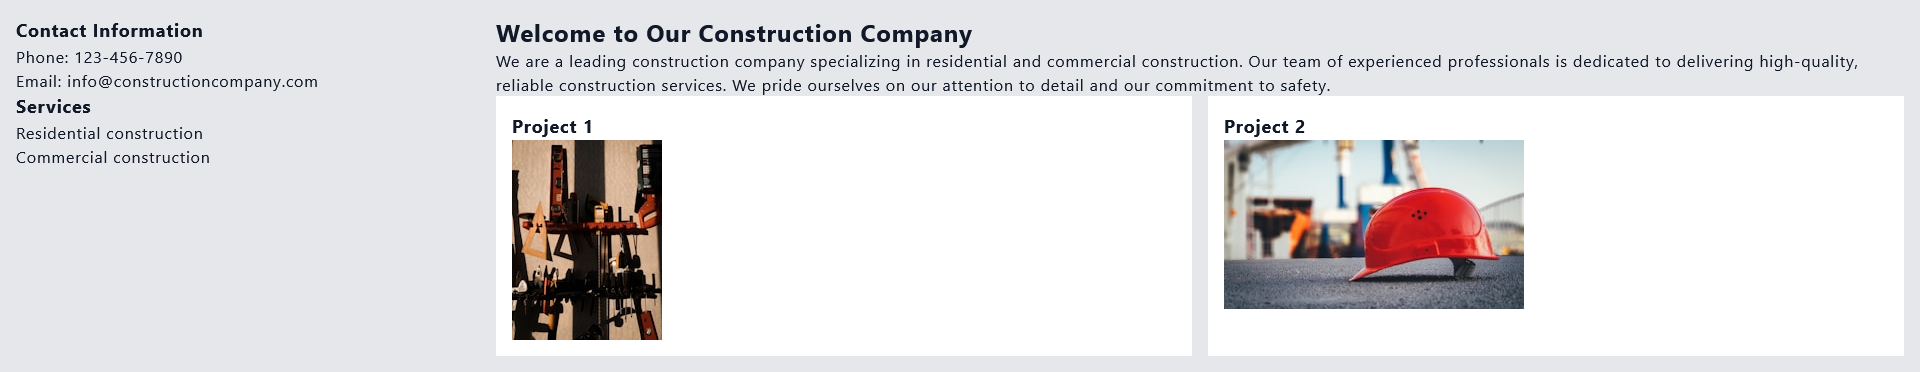 Contact Information
Phone: 123-456-7890
Email: info@constructioncompany.com
Services
Residential construction
Commercial construction
Welcome to Our Construction Company
We are a leading construction company specializing in residential and commercial construction. Our team of experienced professionals is dedicated to delivering high-quality,
reliable construction services. We pride ourselves on our attention to detail and our commitment to safety.
Project 1
Project 2